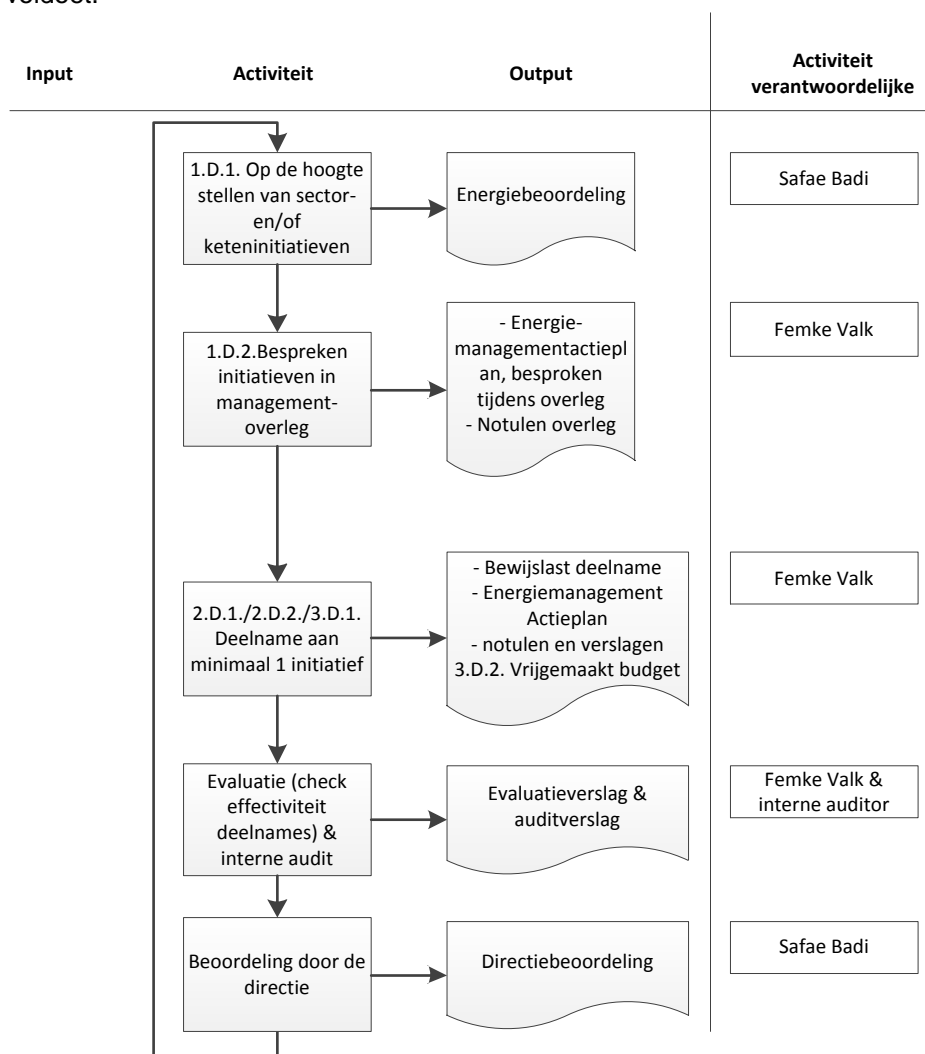 Input
Activiteit
Output
Activiteit
verantwoordelijke
1.D.1. Op de hoogte
stellen van sector-
en/of
keteninitiatieven
Energiebeoordeling
Safae Badi
1.D.2.Bespreken
initiatieven in
management-
overleg
- Energie-
managementactiepl
an, besproken
tijdens overleg
- Notulen overleg
Femke Valk
2.D.1./2.D.2./3.D.1.
Deelname aan
minimaal 1 initiatief
- Bewijslast deelname
- Energiemanagement
Actieplan
- notulen en verslagen
3.D.2. Vrijgemaakt budget
Femke Valk
Evaluatie (check
effectiviteit
deelnames) &
interne audit
Evaluatieverslag &
auditverslag
Femke Valk &
interne auditor
Beoordeling door de
directie
Directiebeoordeling
Safae Badi